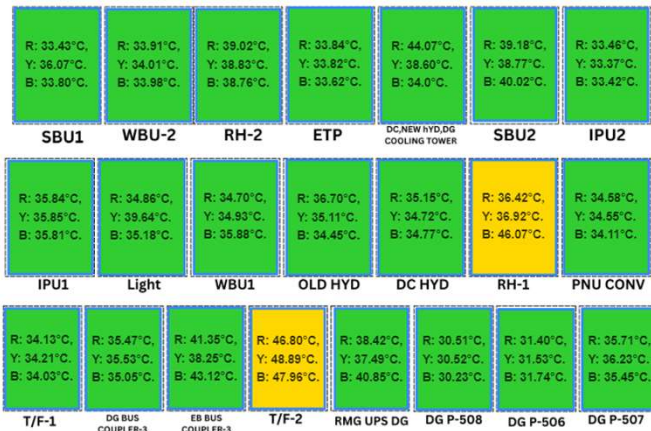 R: 33.43°C,
Y: 36.07°C.
B: 33.80°C.
SBU1
R: 33.91°C,
Y: 34.01°C.
B: 33.98°C.
WBU-2
R: 39.02°C,
Y: 38.83°C.
B: 38.76°C.
RH-2
R: 33.84°C,
Y: 33.82°C.
B: 33.62°C.
ETP
R: 44.07°C,
Y: 38.60°C.
B: 34.0°C.
DC,NEW hYD,DG
COOLING TOWER
R: 39.18°C,
Y: 38.77°C.
B: 40.02°C.
SBU2
R: 33.46°C,
Y: 33.37°C.
B: 33.42°C.
IPU2
R: 35.84°C,
Y: 35.85°C.
B: 35.81°C.
IPU1
R: 34.86°C,
Y: 39.64°C.
B: 35.18°C.
Light
R: 34.70°C,
Y: 34.93°C.
B: 35.88°C.
WBU1
R: 36.70°C,
Y: 35.11°C.
B: 34.45°C.
OLD HYD
R: 35.15°C,
Y: 34.72°C.
B: 34.77°C.
DC HYD
R: 36.42°C,
Y: 36.92°C.
B: 46.07°C.
RH-1
R: 34.58°C,
Y: 34.55°C.
B: 34.11°C.
PNU CONV
R: 34.13°C,
Y: 34.21°C.
B: 34.03°C.
T/F-1
R: 35.47°C,
Y: 35.53°C.
B: 35.05°C.
DG BUS
COUPLER-3
R: 41.35°C,
Y: 38.25°C.
B: 43.12°C.
EB BUS
COUPLER-3
R: 46.80°C,
Y: 48.89°C.
B: 47.96°C.
T/F-2
R: 38.42°C,
Y: 37.49°C.
B: 40.85°C.
RMG UPS DG
R: 30.51°C,
Y: 30.52°C.
B: 30.23°C.
DG P-508
R: 31.40°C,
Y: 31.53°C.
B: 31.74°C.
DG P-506
R: 35.71°C,
Y: 36.23°C.
B: 35.45°C.
DG P-507